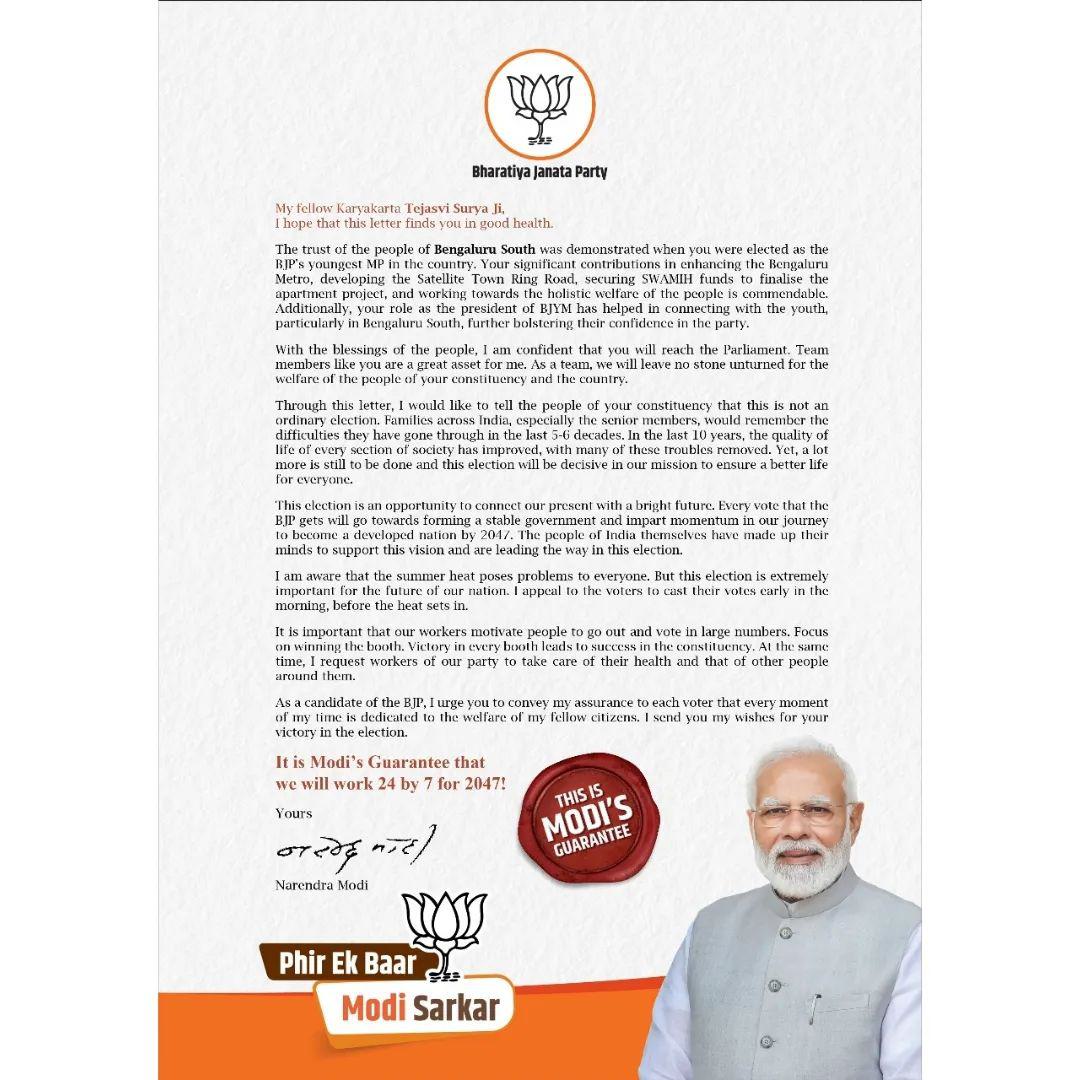 Bharatiya Janata Party
My fellow Karyakarta Tejasvi Surya Ji,
I hope that this letter finds you in good health.
The trust of the people of Bengaluru South was demonstrated when you were elected as the
BJP's youngest MP in the country. Your significant contributions in enhancing the Bengaluru
Metro, developing the Satellite Town Ring Road, securing SWAMIH funds to finalise the
apartment project, and working towards the holistic welfare of the people is commendable.
Additionally, your role as the president of BJYM has helped in connecting with the youth,
particularly in Bengaluru South, further bolstering their confidence in the party.
With the blessings of the people, I am confident that you will reach the Parliament. Team
members like you are a great asset for me. As a team, we will leave no stone unturned for the
welfare of the people of your constituency and the country.
Through this letter, I would like to tell the people of your constituency that this is not an
ordinary election. Families across India, especially the senior members, would remember the
difficulties they have gone through in the last 5-6 decades. In the last 10 years, the quality of
life of every section of society has improved, with many of these troubles removed. Yet, a lot
more is still to be done and this election will be decisive in our mission to ensure a better life
for everyone.
This election is an opportunity to connect our present with a bright future. Every vote that the
BJP gets will go towards forming a stable government and impart momentum in our journey
to become a developed nation by 2047. The people of India themselves have made up their
minds to support this vision and are leading the way in this election.
I am aware that the summer heat poses problems to everyone. But this election is extremely
important for the future of our nation. I appeal to the voters to cast their votes early in the
morning, before the heat sets in.
It is important that our workers motivate people to go out and vote in large numbers. Focus
on winning the booth. Victory in every booth leads to success in the constituency. At the same
time, I request workers of our party to take care of their health and that of other people
around them.
As a candidate of the BJP, I urge you to convey my assurance to each voter that every moment
of my time is dedicated to the welfare of my fellow citizens. I send you my wishes for your
victory in the election.
It is Modi's Guarantee that
we will work 24 by 7 for 2047!
Yours
नरेन्द्र मोदी
Narendra Modi
THIS IS
MODI'S
GUARANTEE
Phir Ek Baar
Modi Sarkar